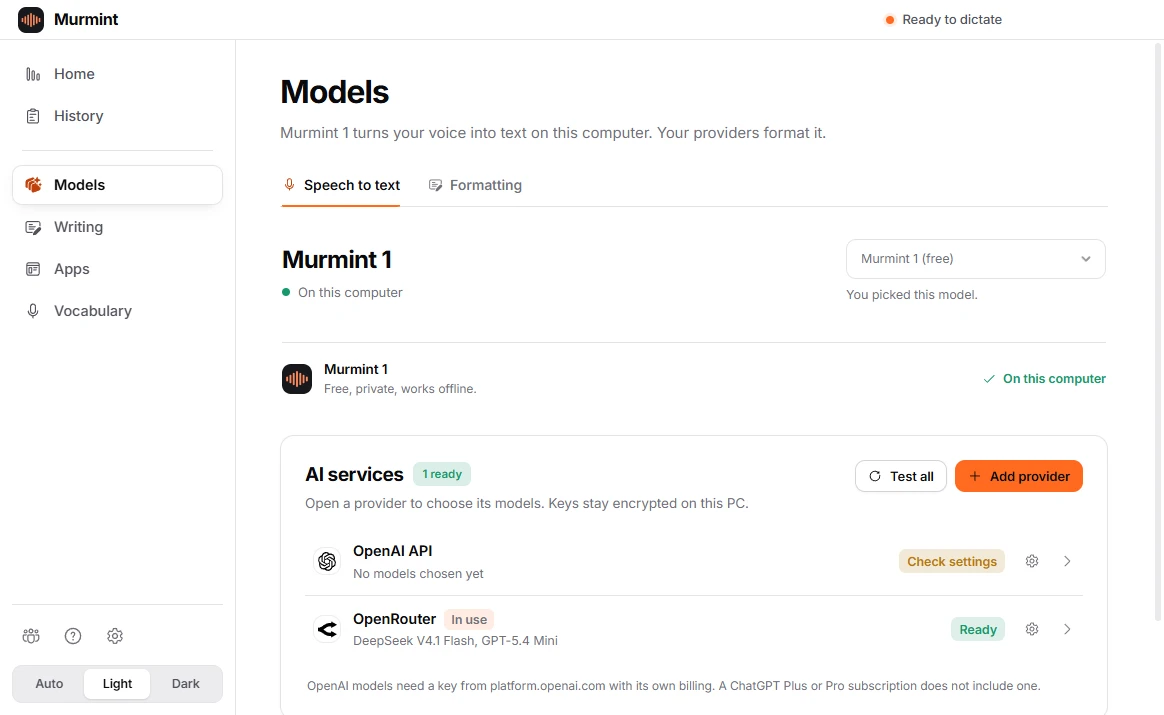 Murmint
Ready to dictate
Home
History
Models
Writing
Apps
Vocabulary
Auto
Light
Dark
Models
Murmint 1 turns your voice into text on this computer. Your providers format it.
Speech to text
Formatting
Murmint 1
On this computer
Murmint 1 (free)
You picked this model.
Murmint 1
Free, private, works offline.
On this computer
AI services
1 ready
Test all
Add provider
Open a provider to choose its models. Keys stay encrypted on this PC.
OpenAI API
No models chosen yet
Check settings
OpenRouter
In use
DeepSeek V4.1 Flash, GPT-5.4 Mini
Ready
OpenAI models need a key from platform.openai.com with its own billing. A ChatGPT Plus or Pro subscription does not include one.